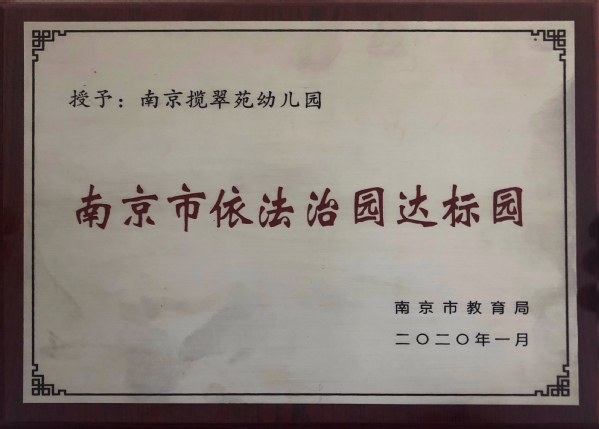 授予：南京揽翠苑幼儿园
南京市依法治园达标园
南京市教育局
二〇二〇年一月